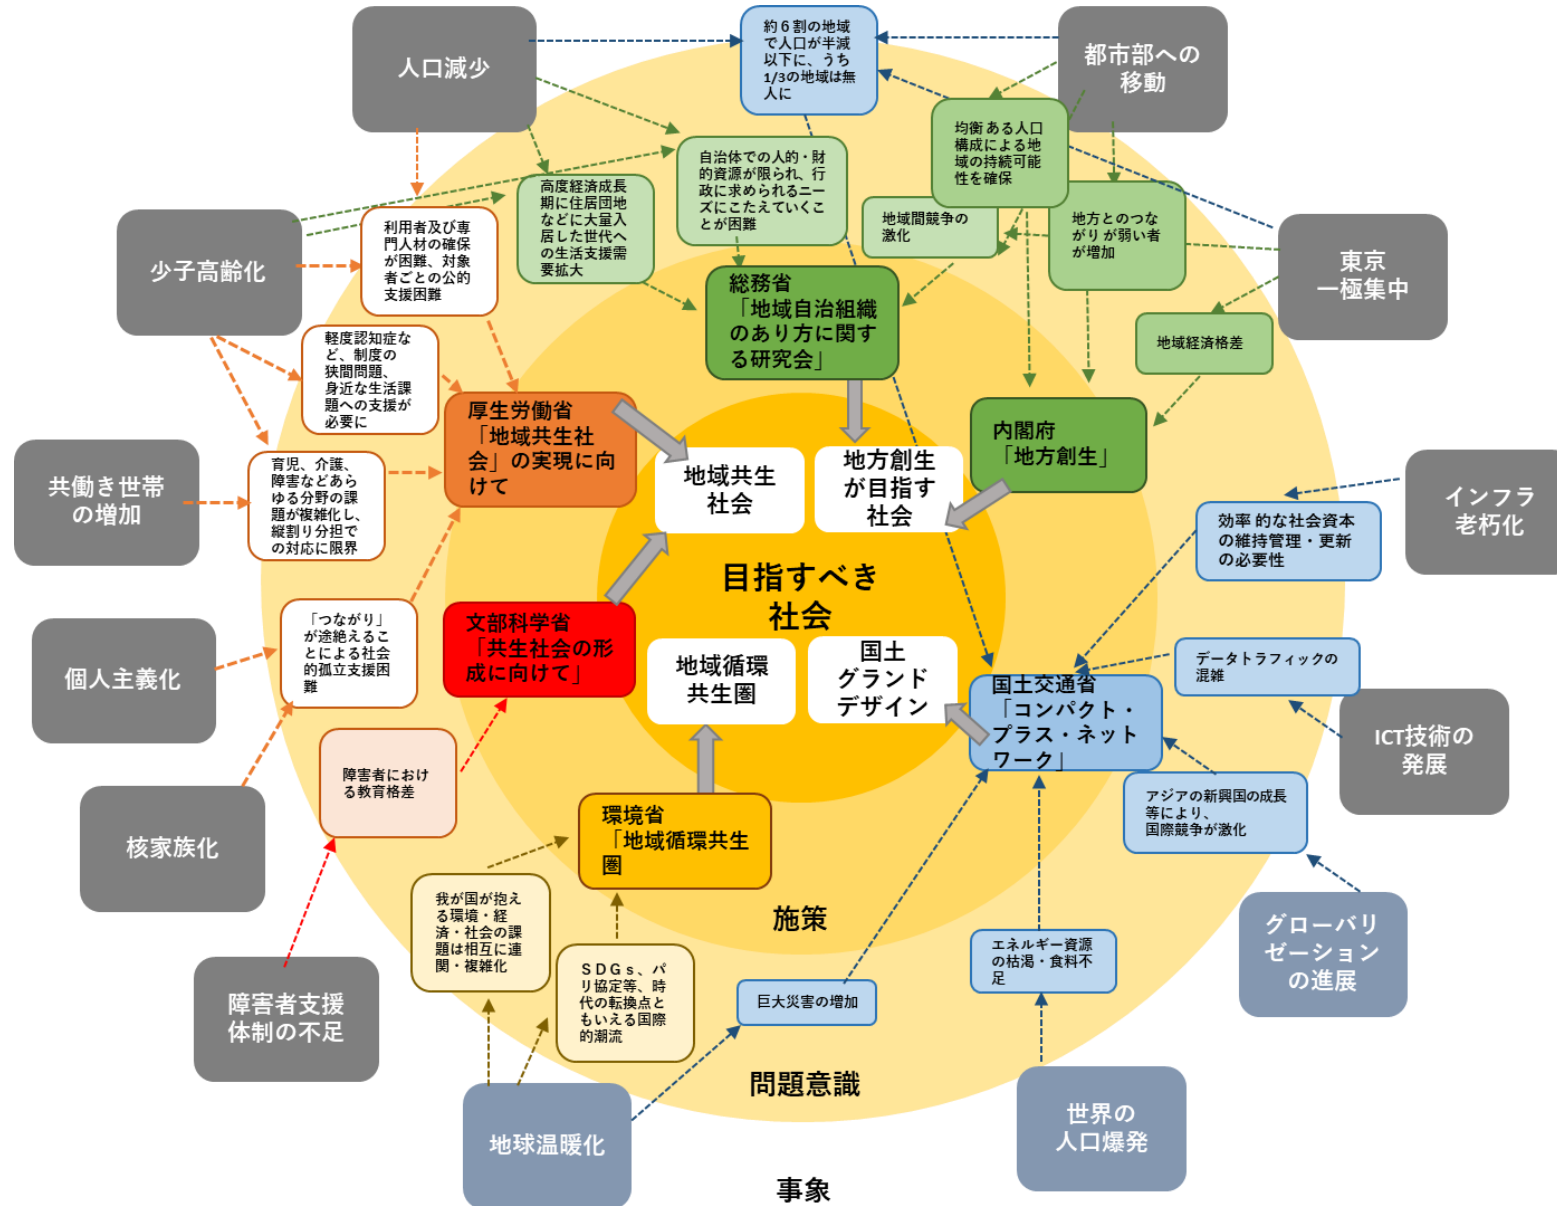 人口減少
約６割の地域
で人口が半減
以下に、うち
1/3の地域は無
人に
都市部への
移動
均衡ある人口
構成による地
域の持続可能
性を確保
自治体での人的・財
的資源が限られ、行
政に求められるニー
ズにこたえていくこ
とが困難
高度経済成長
期に住居団地
などに大量入
居した世代へ
の生活支援需
要拡大
地域間競争の
激化
地方とのつな
がりが弱い者
が増加
利用者及び専
門人材の確保
が困難、対象
者ごとの公的
支援困難
少子高齢化
東京
一極集中
総務省
「地域自治組織
のあり方に関す
る研究会」
地域経済格差
軽度認知症な
ど、制度の
狭間問題、
身近な生活課
題への支援が
必要に
厚生労働省
「地域共生社
会」の実現に向
けて
内閣府
「地方創生」
地域共生
社会
地方創生
が目指す
社会
共働き世帯
の増加
育児、介護、
障害などあら
ゆる分野の課
題が複雑化し、
縦割り分担で
の対応に限界
インフラ
老朽化
効率的な社会資本
の維持管理・更新
の必要性
目指すべき
社会
「つながり」
が途絶えるこ
とによる社会
的孤立支援困
難
個人主義化
文部科学省
「共生社会の形
成に向けて」
地域循環
共生圏
国土
グランド
デザイン
データトラフィックの
混雑
国土交通省
「コンパクト・
プラス・ネット
ワーク」
ICT技術の
発展
障害者におけ
る教育格差
核家族化
アジアの新興国の成長
等により、
国際競争が激化
環境省
「地域循環共生
圏
我が国が抱え
る環境・経
済・社会の課
題は相互に連
関・複雑化
施策
グローバリ
ゼーション
の進展
エネルギー資源
の枯渇・食料不
足
ＳＤＧｓ、パ
リ協定等、時
代の転換点と
もいえる国際
的潮流
巨大災害の増加
障害者支援
体制の不足
問題意識
地球温暖化
世界の
人口爆発
事象